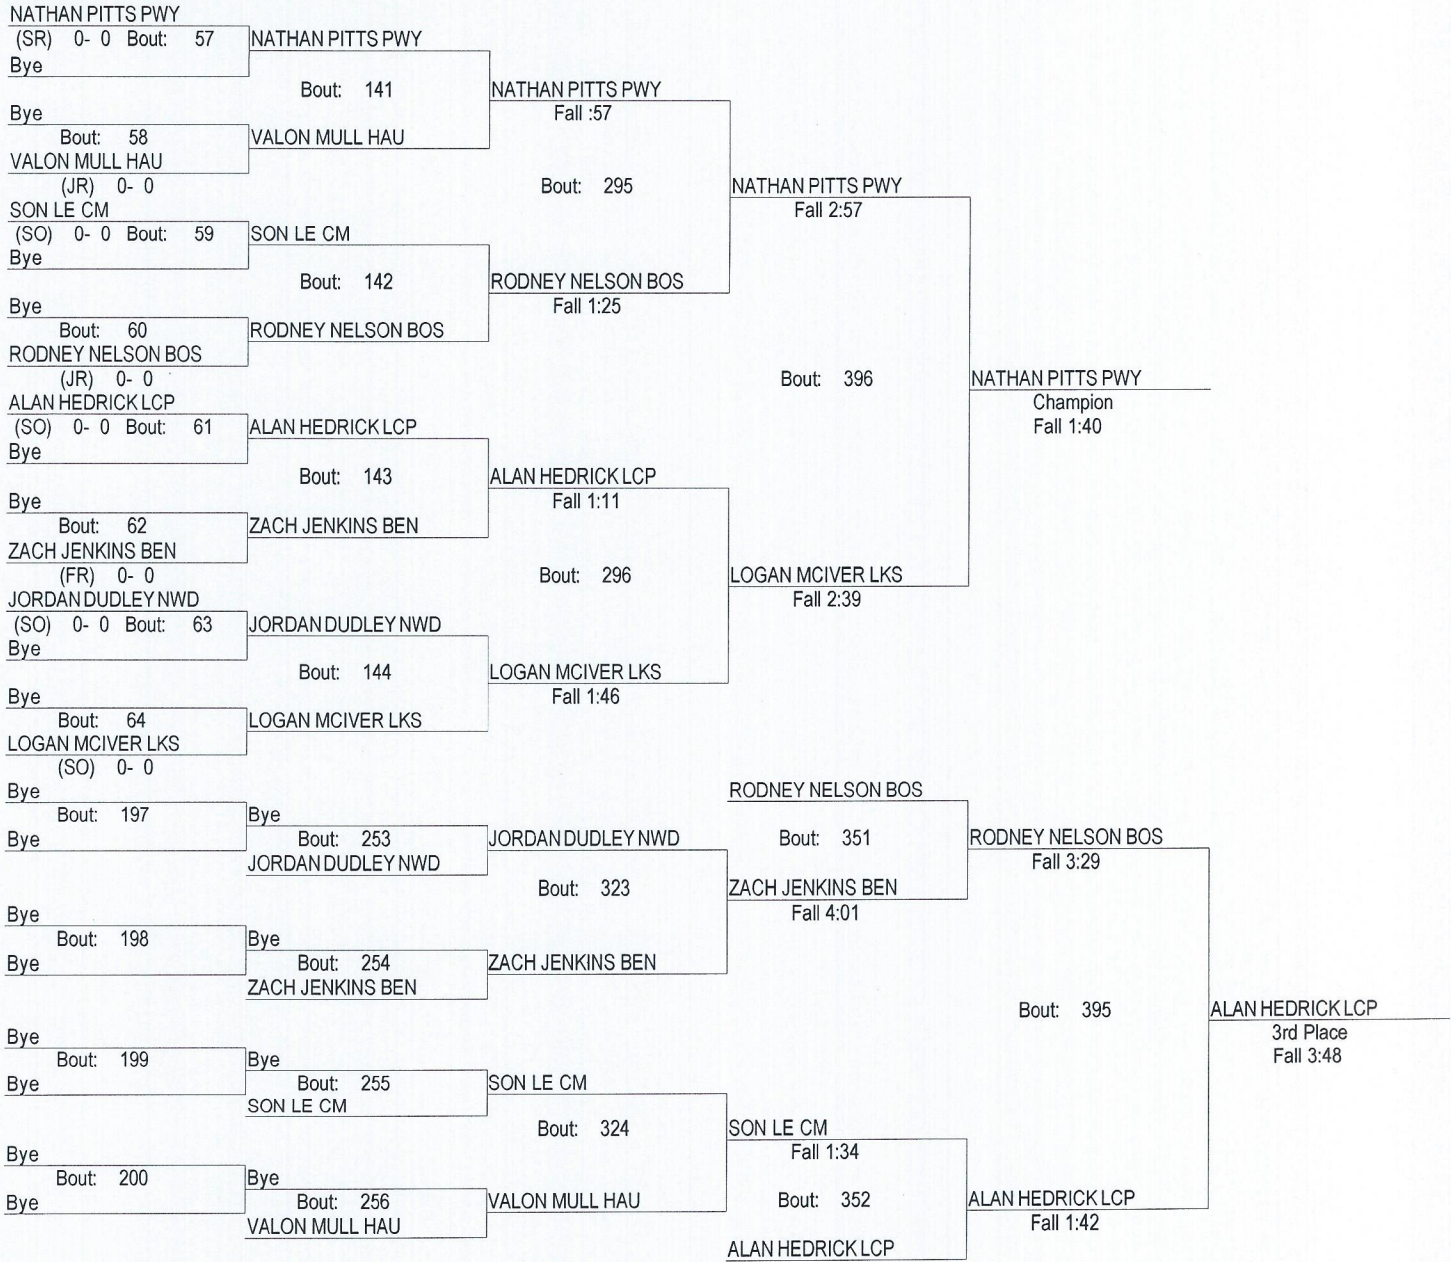 NATHAN PITTS PWY
(SR) 0- 0 Bout: 57 NATHAN PITTS PWY
Bye
Bout: 141 NATHAN PITTS PWY
Bye Fall :57
Bout: 58 VALON MULL HAU
VALON MULL HAU
(JR) 0- 0 Bout: 295 NATHAN PITTS PWY
SON LE CM Fall 2:57
(SO) 0- 0 Bout: 59 SON LE CM
Bye
Bout: 142 RODNEY NELSON BOS
Bye Fall 1:25
Bout: 60 RODNEY NELSON BOS
RODNEY NELSON BOS
(JR) 0- 0 Bout: 396 NATHAN PITTS PWY
ALAN HEDRICK LCP Champion
(SO) 0- 0 Bout: 61 ALAN HEDRICK LCP Fall 1:40
Bye
Bout: 143 ALAN HEDRICK LCP
Bye Fall 1:11
Bout: 62 ZACH JENKINS BEN
ZACH JENKINS BEN
(FR) 0- 0 Bout: 296 LOGAN MCIVER LKS
JORDAN DUDLEY NWD Fall 2:39
(SO) 0- 0 Bout: 63 JORDAN DUDLEY NWD
Bye
Bout: 144 LOGAN MCIVER LKS
Bye Fall 1:46
Bout: 64 LOGAN MCIVER LKS
LOGAN MCIVER LKS
(SO) 0- 0
Bye RODNEY NELSON BOS
Bout: 197 Bye
Bye Bout: 253 JORDAN DUDLEY NWD Bout: 351 RODNEY NELSON BOS
JORDAN DUDLEY NWD Fall 3:29
Bout: 323 ZACH JENKINS BEN
Bye Fall 4:01
Bout: 198 Bye
Bye Bout: 254 ZACH JENKINS BEN
ZACH JENKINS BEN
Bout: 395 ALAN HEDRICK LCP
Bye 3rd Place
Bout: 199 Bye Fall 3:48
Bye Bout: 255 SON LE CM
SON LE CM
Bout: 324 SON LE CM
Bye Fall 1:34
Bout: 200 Bye
Bye Bout: 256 VALON MULL HAU Bout: 352 ALAN HEDRICK LCP
VALON MULL HAU Fall 1:42
ALAN HEDRICK LCP